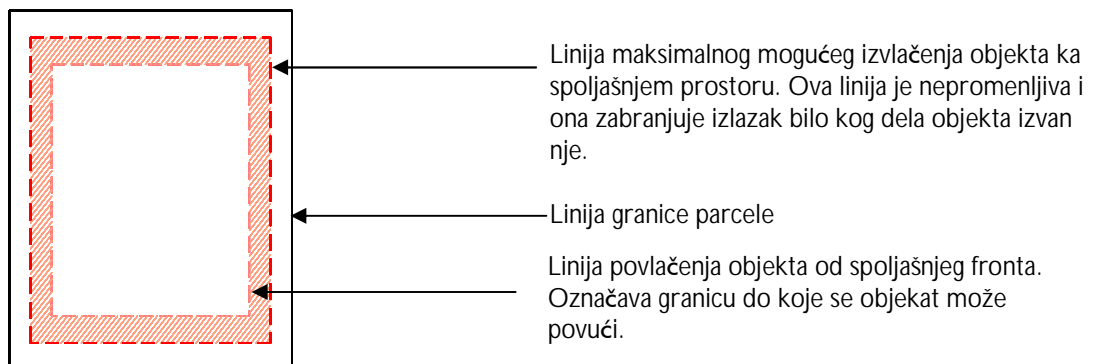 Linija maksimalnog mogućeg izvlačenja objekta ka
spoljašnjem prostoru. Ova linija je nepromenljiva i
ona zabranjuje izlazak bilo kog dela objekta izvan
nje.
Linija granice parcele
Linija povlačenja objekta od spoljašnjeg fronta.
Označava granicu do koje se objekat može
povući.